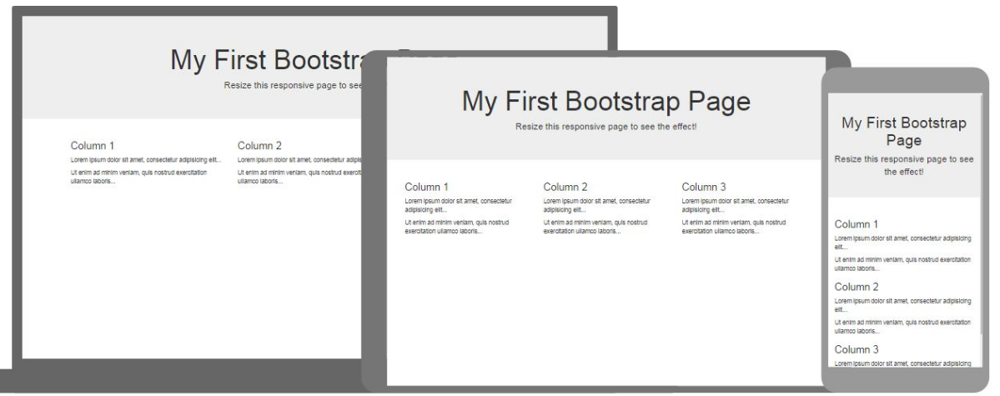 My First Bootstra
Resize this responsive page to see
Column 1
Lorem ipsum dolor sit amet, consectetur adipisicing elit...
Ut enim ad minim veniam, quis nostrud exercitation
ullamco laboris...
Column 2
Lorem ipsum dolor sit amet, consectetur adipis
Ut enim ad minim veniam, quis nostrud exercit
ullamco laboris...
My First Bootstrap Page
Resize this responsive page to see the effect!
Column 1
Lorem ipsum dolor sit amet, consectetur
adipisicing elit...
Ut enim ad minim veniam, quis nostrud
exercitation ullamco laboris...
Column 2
Lorem ipsum dolor sit amet, consectetur
adipisicing elit...
Ut enim ad minim veniam, quis nostrud
exercitation ullamco laboris...
Column 3
Lorem ipsum dolor sit amet, consectetur
adipisicing elit...
Ut enim ad minim veniam, quis nostrud
exercitation ullamco laboris...
My First Bootstrap
Page
Resize this responsive page to see
the effect!
Column 1
Lorem ipsum dolor sit amet, consectetur adipisicing
elit...
Ut enim ad minim veniam, quis nostrud exercitation
ullamco laboris...
Column 2
Lorem ipsum dolor sit amet, consectetur adipisicing
elit...
Ut enim ad minim veniam, quis nostrud exercitation
ullamco laboris...
Column 3
Lorem ipsum dolor sit amet, consectetur adipisicing